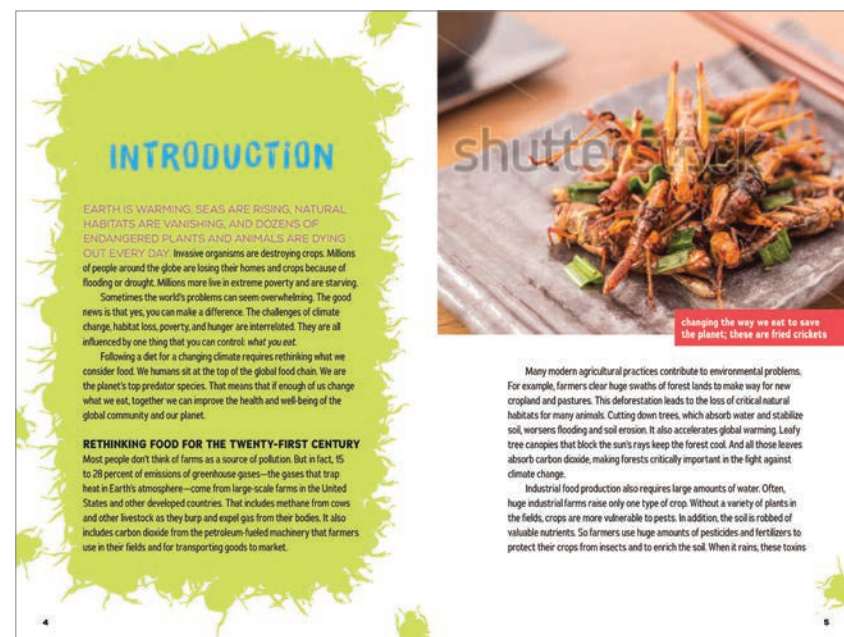 INTRODUCTION
EARTH IS WARMING, SEAS ARE RISING, NATURAL
HABITATS ARE VANISHING, AND DOZENS OF
ENDANGERED PLANTS AND ANIMALS ARE DYING
OUT EVERY DAY. Invasive organisms are destroying crops. Millions
of people around the globe are losing their homes and crops because of
flooding or drought. Millions more live in extreme poverty and are starving.
Sometimes the world's problems can seem overwhelming. The good
news is that yes, you can make a difference. The challenges of climate
change, habitat loss, poverty, and hunger are interrelated. They are all
influenced by one thing that you can control: what you eat.
Following a diet for a changing climate requires rethinking what we
consider food. We humans sit at the top of the global food chain. We are
the planet's top predator species. That means that if enough of us change
what we eat, together we can improve the health and well-being of the
global community and our planet.
RETHINKING FOOD FOR THE TWENTY-FIRST CENTURY
Most people don't think of farms as a source of pollution. But in fact, 15
to 28 percent of emissions of greenhouse gases—the gases that trap
heat in Earth's atmosphere—come from large-scale farms in the United
States and other developed countries. That includes methane from cows
and other livestock as they burp and expel gas from their bodies. It also
includes carbon dioxide from the petroleum-fueled machinery that farmers
use in their fields and for transporting goods to market.
4
shutterstock
changing the way we eat to save
the planet; these are fried crickets
Many modern agricultural practices contribute to environmental problems.
For example, farmers clear huge swaths of forest lands to make way for new
cropland and pastures. This deforestation leads to the loss of critical natural
habitats for many animals. Cutting down trees, which absorb water and stabilize
soil, worsens flooding and soil erosion. It also accelerates global warming. Leafy
tree canopies that block the sun's rays keep the forest cool. And all those leaves
absorb carbon dioxide, making forests critically important in the fight against
climate change.
Industrial food production also requires large amounts of water. Often,
huge industrial farms raise only one type of crop. Without a variety of plants in
the fields, crops are more vulnerable to pests. In addition, the soil is robbed of
valuable nutrients. So farmers use huge amounts of pesticides and fertilizers to
protect their crops from insects and to enrich the soil. When it rains, these toxins
5